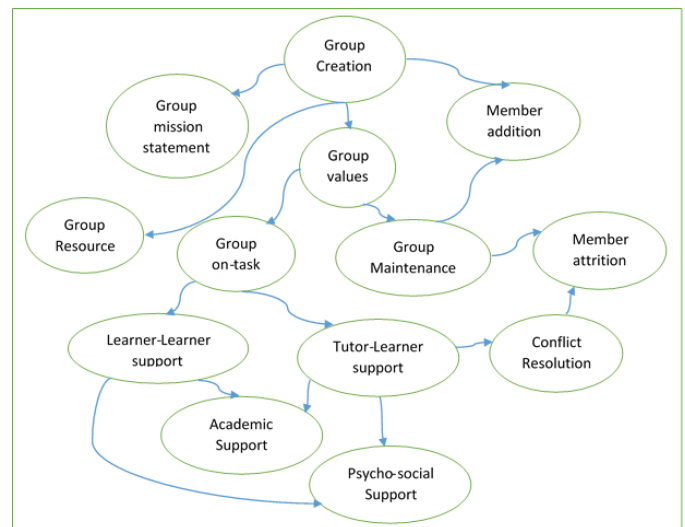 Group
Creation
Group
mission
statement
Member
addition
Group
values
Group
Resource
Group
on-task
Group
Maintenance
Member
attrition
Learner-Learner
support
Tutor-Learner
support
Conflict
Resolution
Academic
Support
Psycho-social
Support